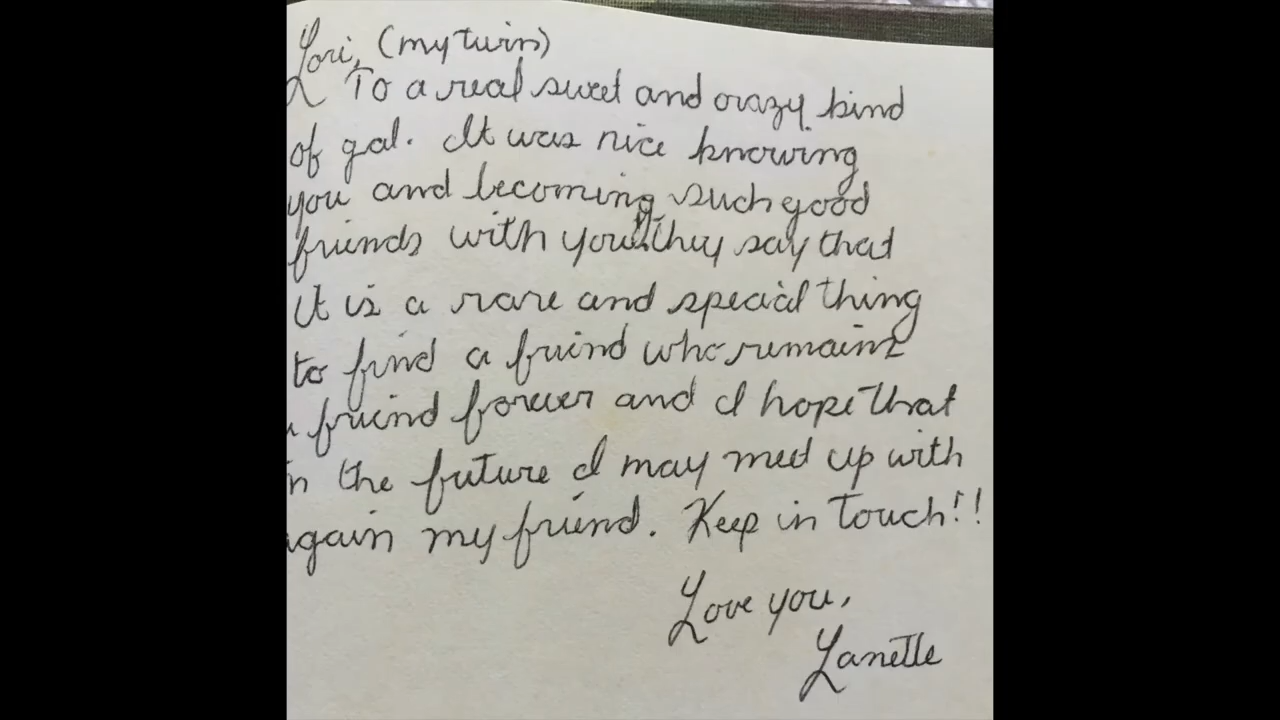 Lori, (my twin)
To a real sweet and crazy kind
of gal. It was nice knowing
you and becoming such good
friends with you. They say that
it is a rare and special thing
to find a friend who remains
a friend forever and I hope that
in the future I may meet up with
again my friend. Keep in touch!!
Love you,
Lanette